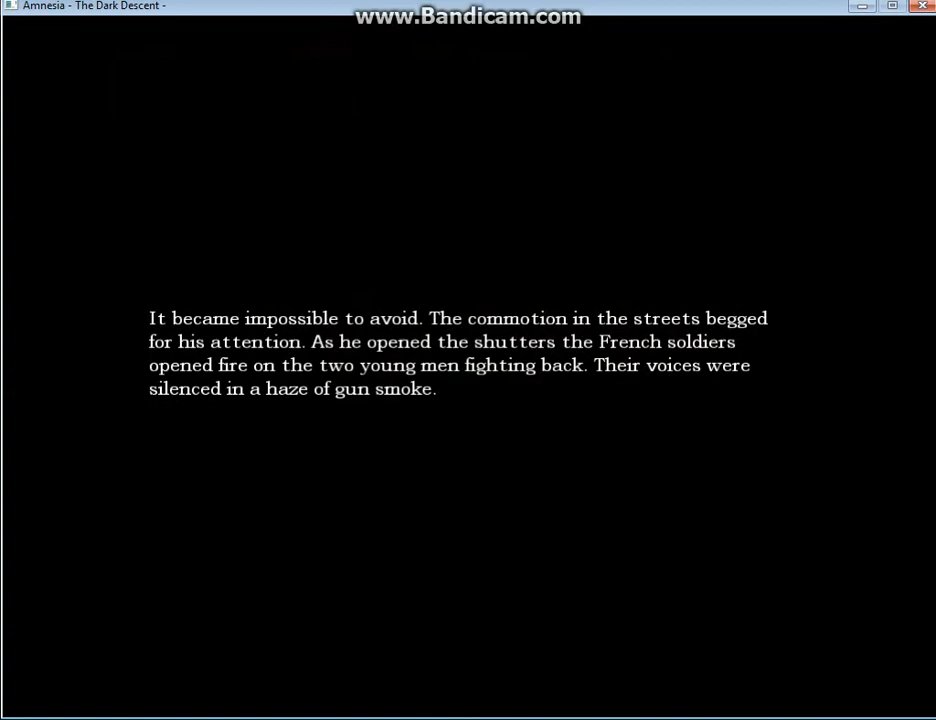 Amnesia - The Dark Descent -
www.Bandicam.com
It became impossible to avoid. The commotion in the streets begged
for his attention. As he opened the shutters the French soldiers
opened fire on the two young men fighting back. Their voices were
silenced in a haze of gun smoke.